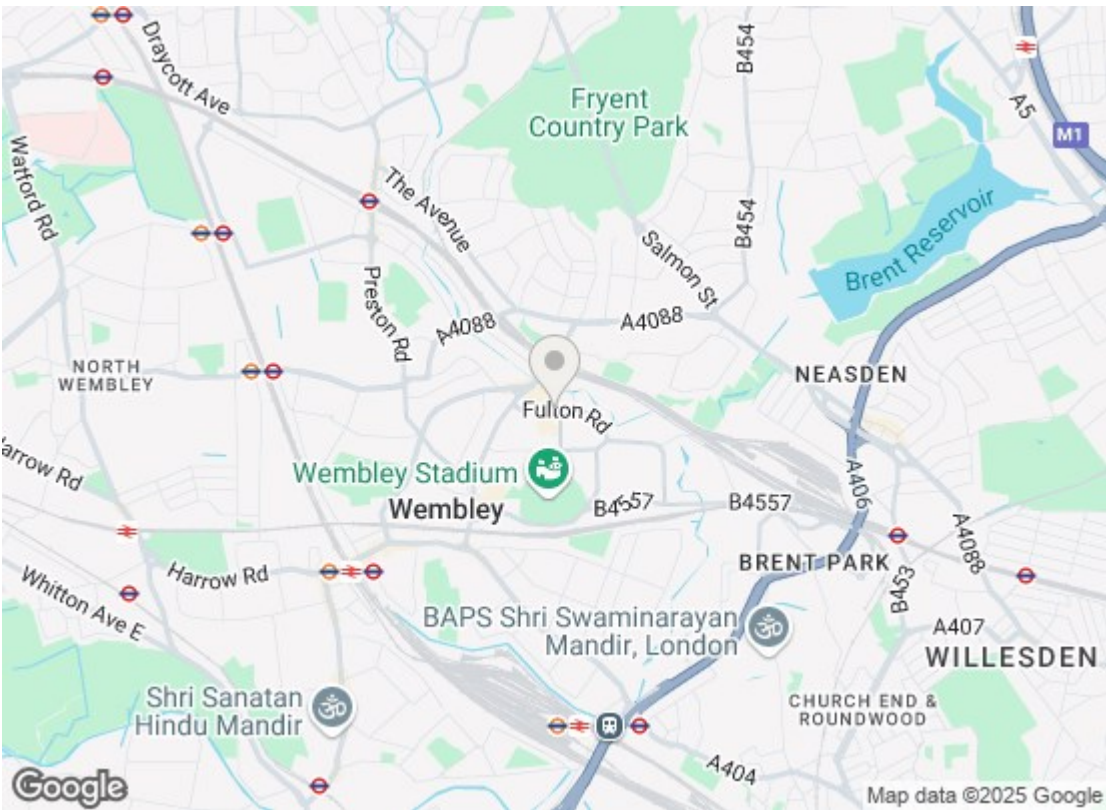 Draycott Ave
B454
Fryent
Country Park
A5
M1
Watford Rd
The Avenue
B454
Brent Reservoir
Salmon St
Preston Rd
A4088
A4088
NORTH
WEMBLEY
NEASDEN
Fulton Rd
Wembley Stadium
Wembley
B4557
B4557
A406
A4088
arrow Rd
Harrow Rd
Whitton Ave E
BRENT PARK
B453
BAPS Shri Swaminarayan
Mandir, London
A407
WILLESDEN
Shri Sanatan
Hindu Mandir
CHURCH END &
ROUNDWOOD
A404
Google
Map data ©2025 Google